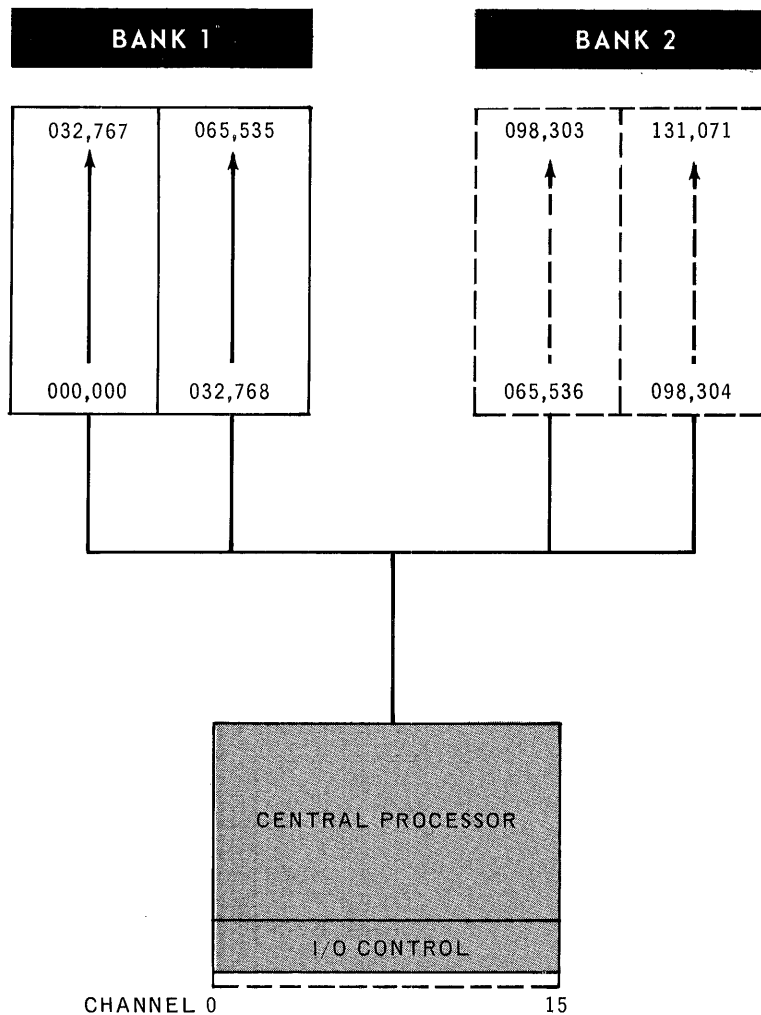 BANK 1
BANK 2
032,767 065,535
098,303 131,071
000,000 032,768
065,536 098,304
CENTRAL PROCESSOR
I/O CONTROL
CHANNEL 0 15